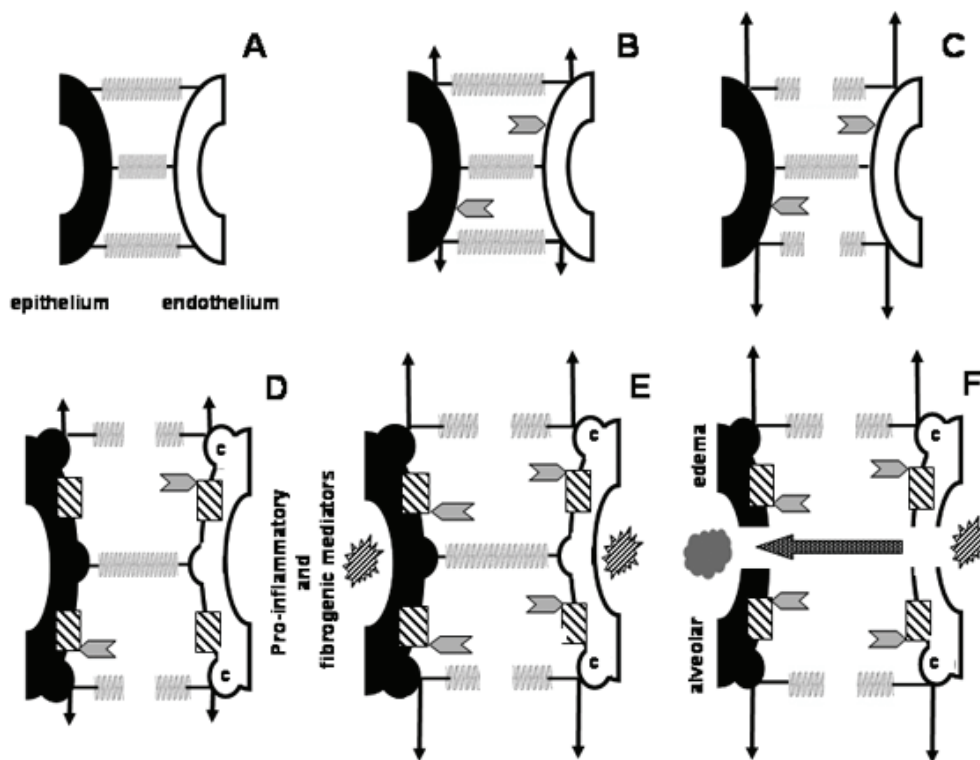 A
B
C
epithelium
endothelium
D
E
F
c
c
Pro-inflammatory
and
fibrogenic mediators
c
c
edema
alveolar
c
c